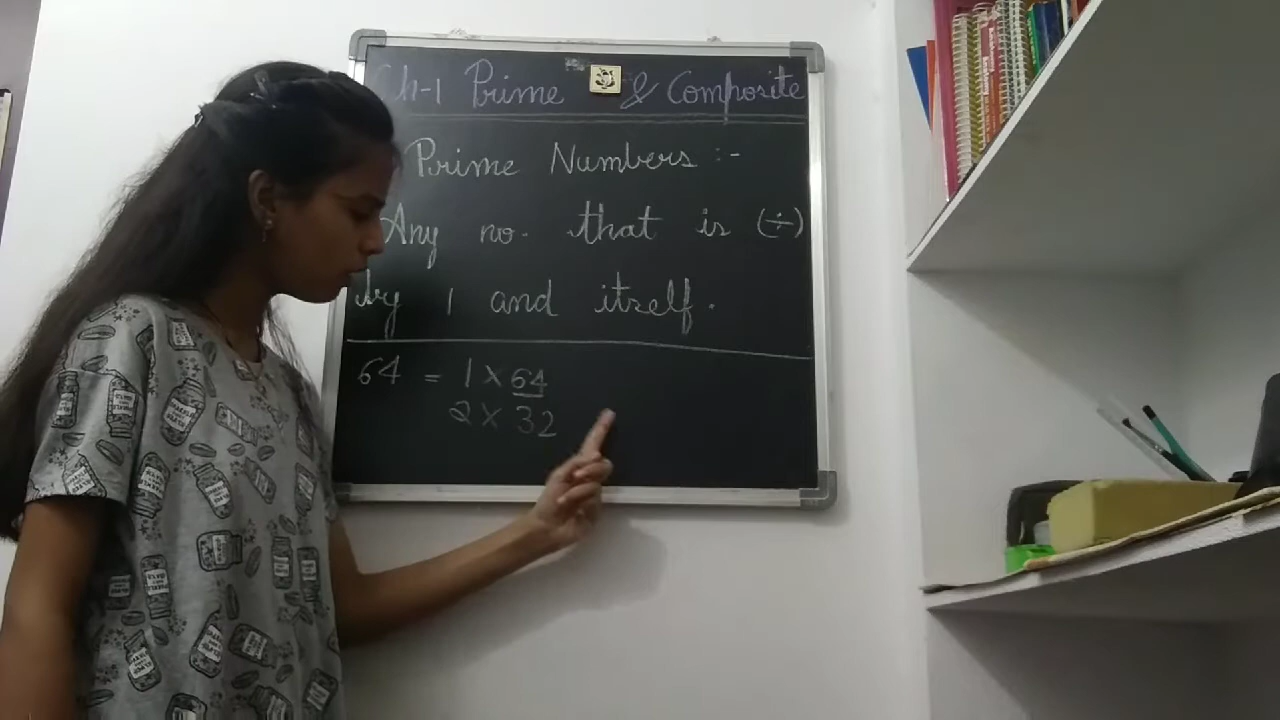 Ch-1 Prime & Composite
Prime Numbers :-
Any no. that is (÷)
by 1 and itself.
64 = 1 × 64
2 × 32